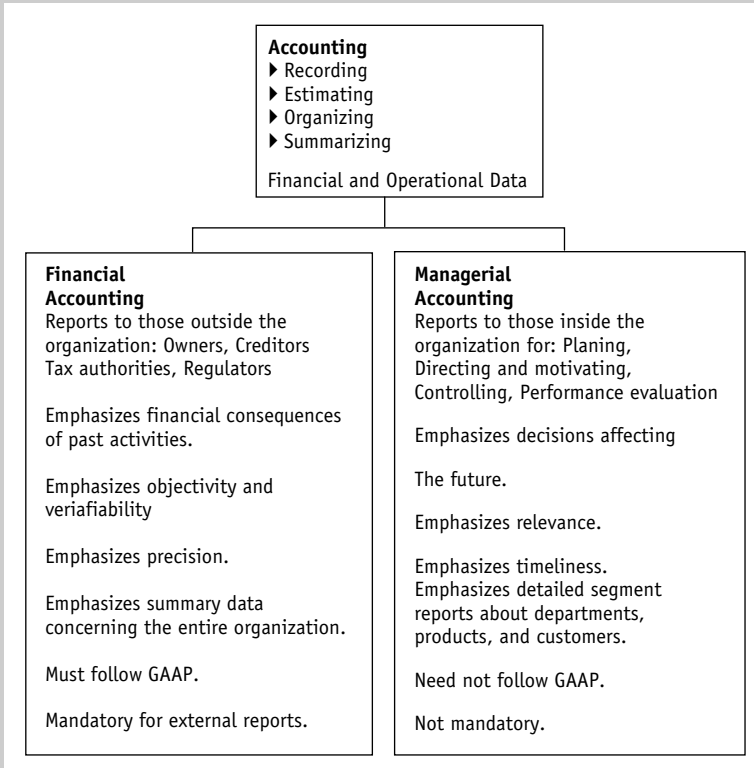 Accounting
▶ Recording
▶ Estimating
▶ Organizing
▶ Summarizing
Financial and Operational Data
Financial
Accounting
Reports to those outside the
organization: Owners, Creditors
Tax authorities, Regulators
Emphasizes financial consequences
of past activities.
Emphasizes objectivity and
veriafiability
Emphasizes precision.
Emphasizes summary data
concerning the entire organization.
Must follow GAAP.
Mandatory for external reports.
Managerial
Accounting
Reports to those inside the
organization for: Planing,
Directing and motivating,
Controlling, Performance evaluation
Emphasizes decisions affecting
The future.
Emphasizes relevance.
Emphasizes timeliness.
Emphasizes detailed segment
reports about departments,
products, and customers.
Need not follow GAAP.
Not mandatory.